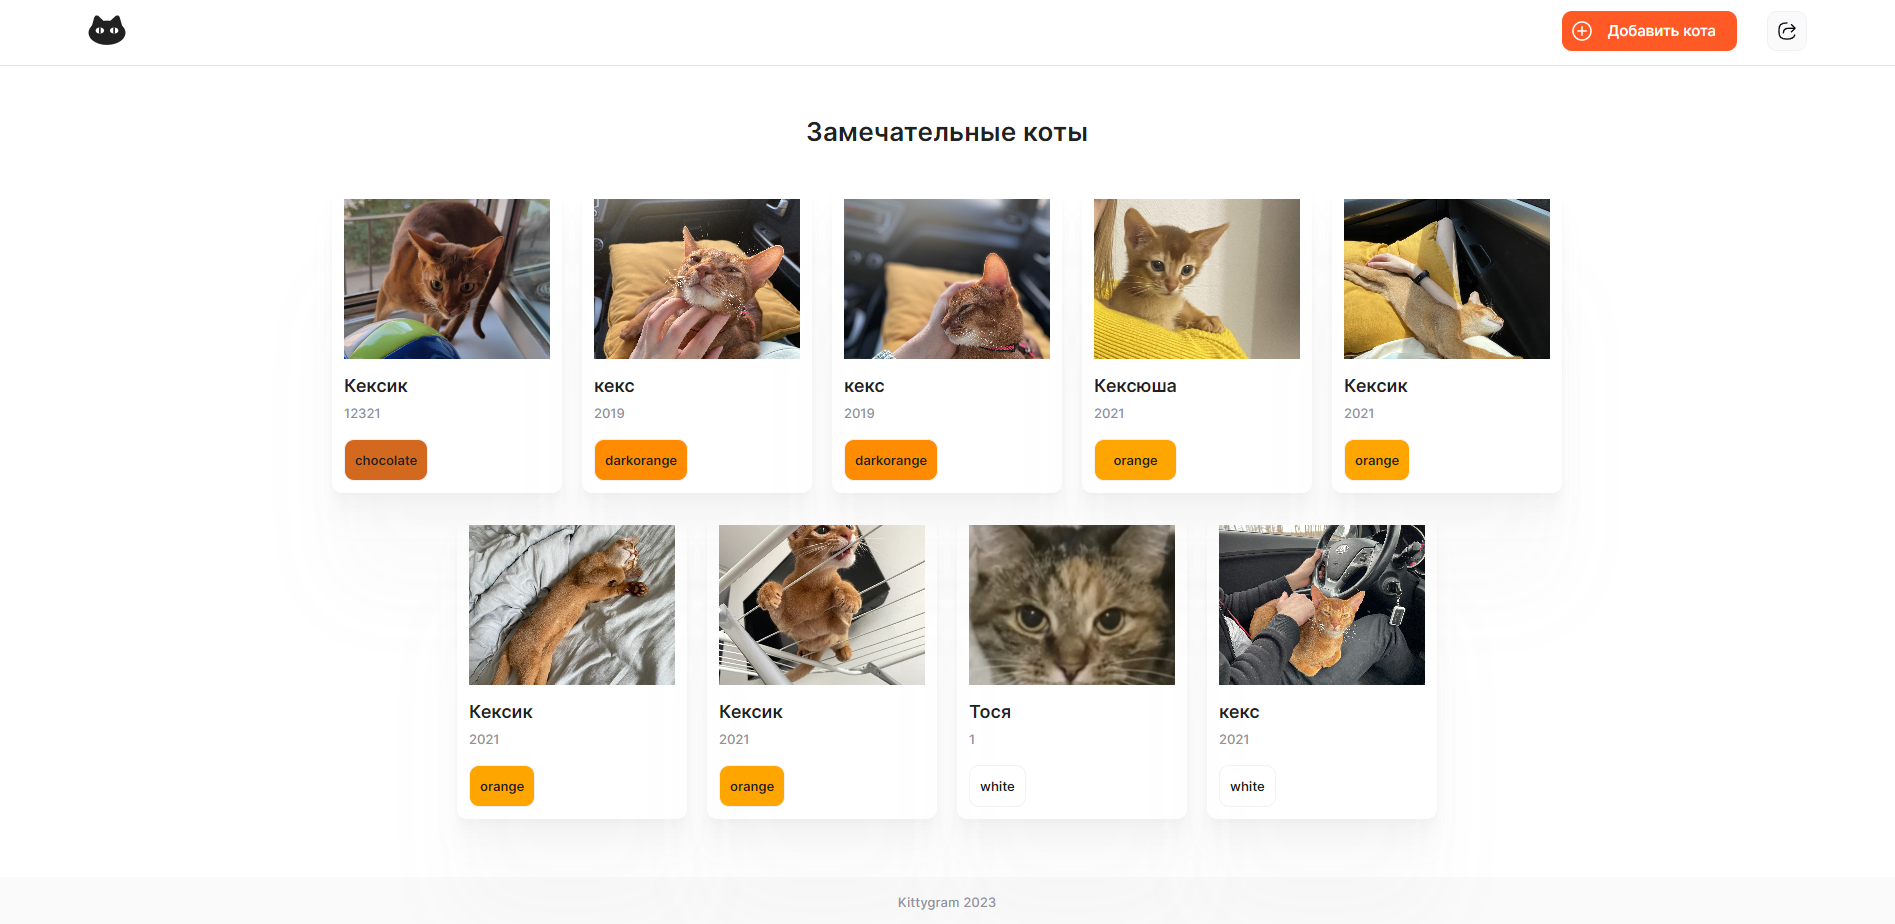 Добавить кота
Замечательные коты
Кексик
12321
chocolate
кекс
2019
darkorange
кекс
2019
darkorange
Кексюша
2021
orange
Кексик
2021
orange
Кексик
2021
orange
Кексик
2021
orange
Тося
1
white
кекс
2021
white
Kittygram 2023